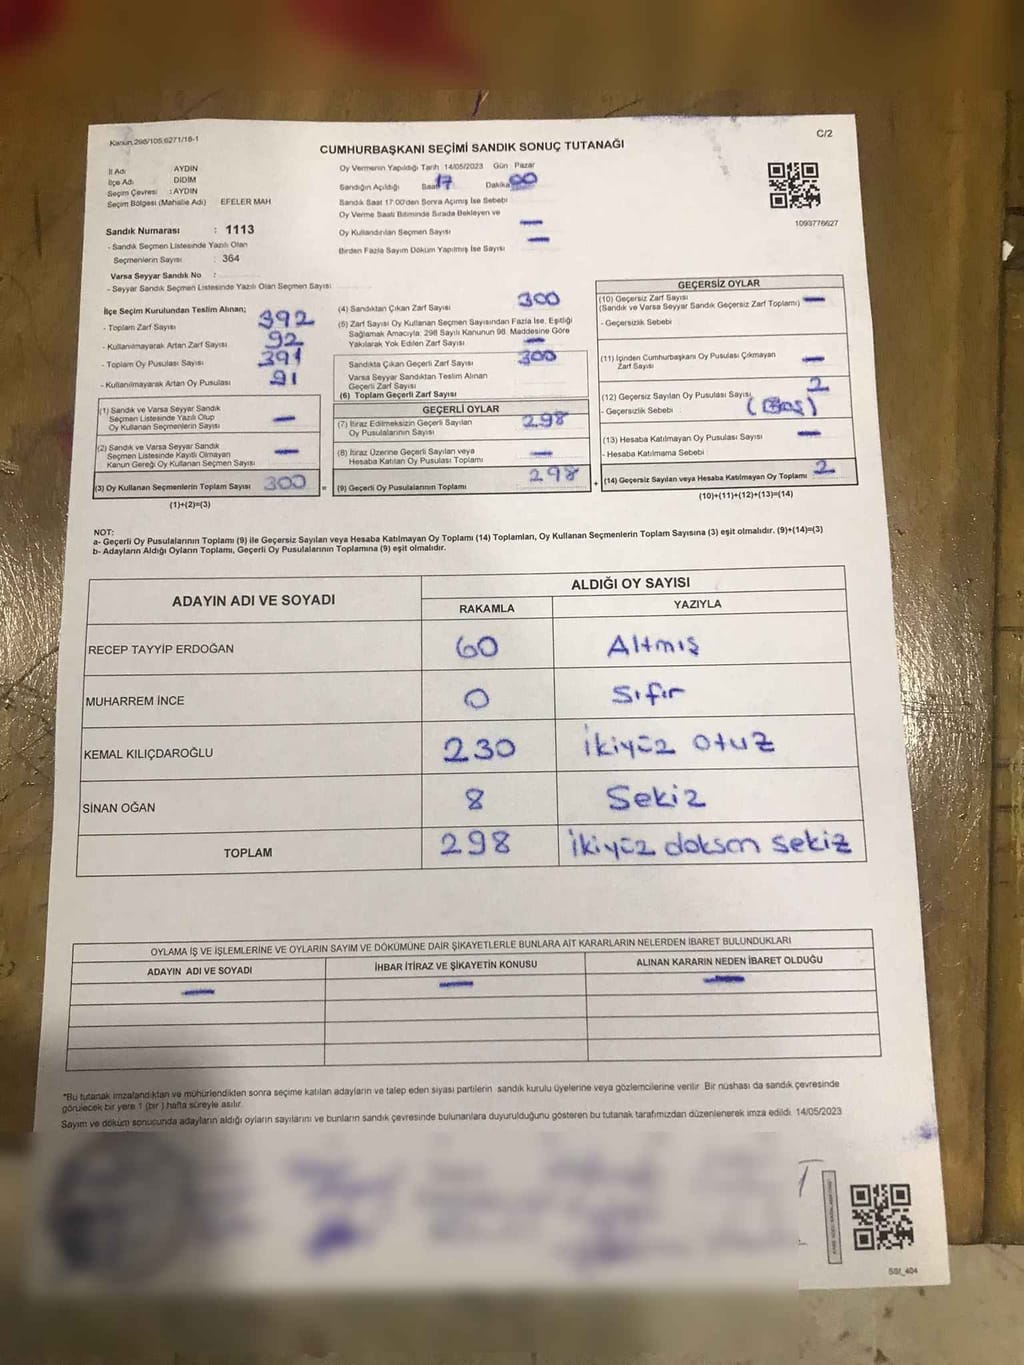 Kanun,298/105;6271/18-1
C/2
CUMHURBAŞKANI SEÇİMİ SANDIK SONUÇ TUTANAĞI
İl Adı AYDIN
İlçe Adı DİDİM
Seçim Çevresi : AYDIN
Seçim Bölgesi (Mahalle Adı) EFELER MAH
Sandık Numarası : 1113
- Sandık Seçmen Listesinde Yazılı Olan
Seçmenlerin Sayısı : 364
Varsa Seyyar Sandık No :
- Seyyar Sandık Seçmen Listesinde Yazılı Olan Seçmen Sayısı
Oy Vermenin Yapıldığı Tarih 14/05/2023 Gün Pazar
Sandığın Açıldığı Saat 17 Dakika 00
Sandık Saat 17.00'den Sonra Açımış İse Sebebi
Oy Verme Saati Bitiminde Sırada Bekleyen ve
Oy Kullandırılan Seçmen Sayısı —
Birden Fazla Sayım Döküm Yapılmış İse Sayısı —
1093776627
İlçe Seçim Kurulundan Teslim Alınan;
- Toplam Zarf Sayısı 392
- Kullanılmayarak Artan Zarf Sayısı 92
- Toplam Oy Pusulası Sayısı 391
- Kullanılmayarak Artan Oy Pusulası 91
(1) Sandık ve Varsa Seyyar Sandık
Seçmen Listesinde Yazılı Olup
Oy Kullanan Seçmenlerin Sayısı —
(2) Sandık ve Varsa Seyyar Sandık
Seçmen Listesinde Kayıtlı Olmayan
Kanun Gereği Oy Kullanan Seçmen Sayısı —
(3) Oy Kullanan Seçmenlerin Toplam Sayısı 300 =
(1)+(2)=(3)
(4) Sandıktan Çıkan Zarf Sayısı 300
(5) Zarf Sayısı Oy Kullanan Seçmen Sayısından Fazla İse, Eşitliği
Sağlamak Amacıyla; 298 Sayılı Kanunun 98. Maddesine Göre
Yakılarak Yok Edilen Zarf Sayısı —
Sandıkta Çıkan Geçerli Zarf Sayısı 300
Varsa Seyyar Sandıktan Teslim Alınan
Geçerli Zarf Sayısı
(6) Toplam Geçerli Zarf Sayısı
GEÇERLİ OYLAR
(7) İtiraz Edilmeksizin Geçerli Sayılan
Oy Pusulalarının Sayısı 298
(8) İtiraz Üzerine Geçerli Sayılan veya
Hesaba Katılan Oy Pusulası Toplamı —
(9) Geçerli Oy Pusulalarının Toplamı 298 +
GEÇERSİZ OYLAR
(10) Geçersiz Zarf Sayısı
(Sandık ve Varsa Seyyar Sandık Geçersiz Zarf Toplamı) —
- Geçersizlik Sebebi
(11) İçinden Cumhurbaşkanı Oy Pusulası Çıkmayan
Zarf Sayısı —
(12) Geçersiz Sayılan Oy Pusulası Sayısı 2
- Geçersizlik Sebebi (Boş)
(13) Hesaba Katılmayan Oy Pusulası Sayısı —
- Hesaba Katılmama Sebebi
(14) Geçersiz Sayılan veya Hesaba Katılmayan Oy Toplamı 2
(10)+(11)+(12)+(13)=(14)
NOT:
a- Geçerli Oy Pusulalarının Toplamı (9) ile Geçersiz Sayılan veya Hesaba Katılmayan Oy Toplamı (14) Toplamları, Oy Kullanan Seçmenlerin Toplam Sayısına (3) eşit olmalıdır. (9)+(14)=(3)
b- Adayların Aldığı Oyların Toplamı, Geçerli Oy Pusulalarının Toplamına (9) eşit olmalıdır.
ADAYIN ADI VE SOYADI
ALDIĞI OY SAYISI
RAKAMLA YAZIYLA
RECEP TAYYİP ERDOĞAN 60 Altmış
MUHARREM İNCE 0 Sıfır
KEMAL KILIÇDAROĞLU 230 İkiyüz otuz
SİNAN OĞAN 8 Sekiz
TOPLAM 298 İkiyüz doksan sekiz
OYLAMA İŞ VE İŞLEMLERİNE VE OYLARIN SAYIM VE DÖKÜMÜNE DAİR ŞİKAYETLERLE BUNLARA AİT KARARLARIN NELERDEN İBARET BULUNDUKLARI
ADAYIN ADI VE SOYADI İHBAR İTİRAZ VE ŞİKAYETİN KONUSU ALINAN KARARIN NEDEN İBARET OLDUĞU
— — —
*Bu tutanak imzalandıktan ve mühürlendikten sonra seçime katılan adayların ve talep eden siyasi partilerin sandık kurulu üyelerine veya gözlemcilerine verilir. Bir nüshası da sandık çevresinde
görülecek bir yere 1 (bir ) hafta süreyle asılır.
Sayım ve döküm sonucunda adayların aldığı oyların sayılarını ve bunların sandık çevresinde bulunanlara duyurulduğunu gösteren bu tutanak tarafımızdan düzenlenerek imza edildi. 14/05/2023
SGt_404